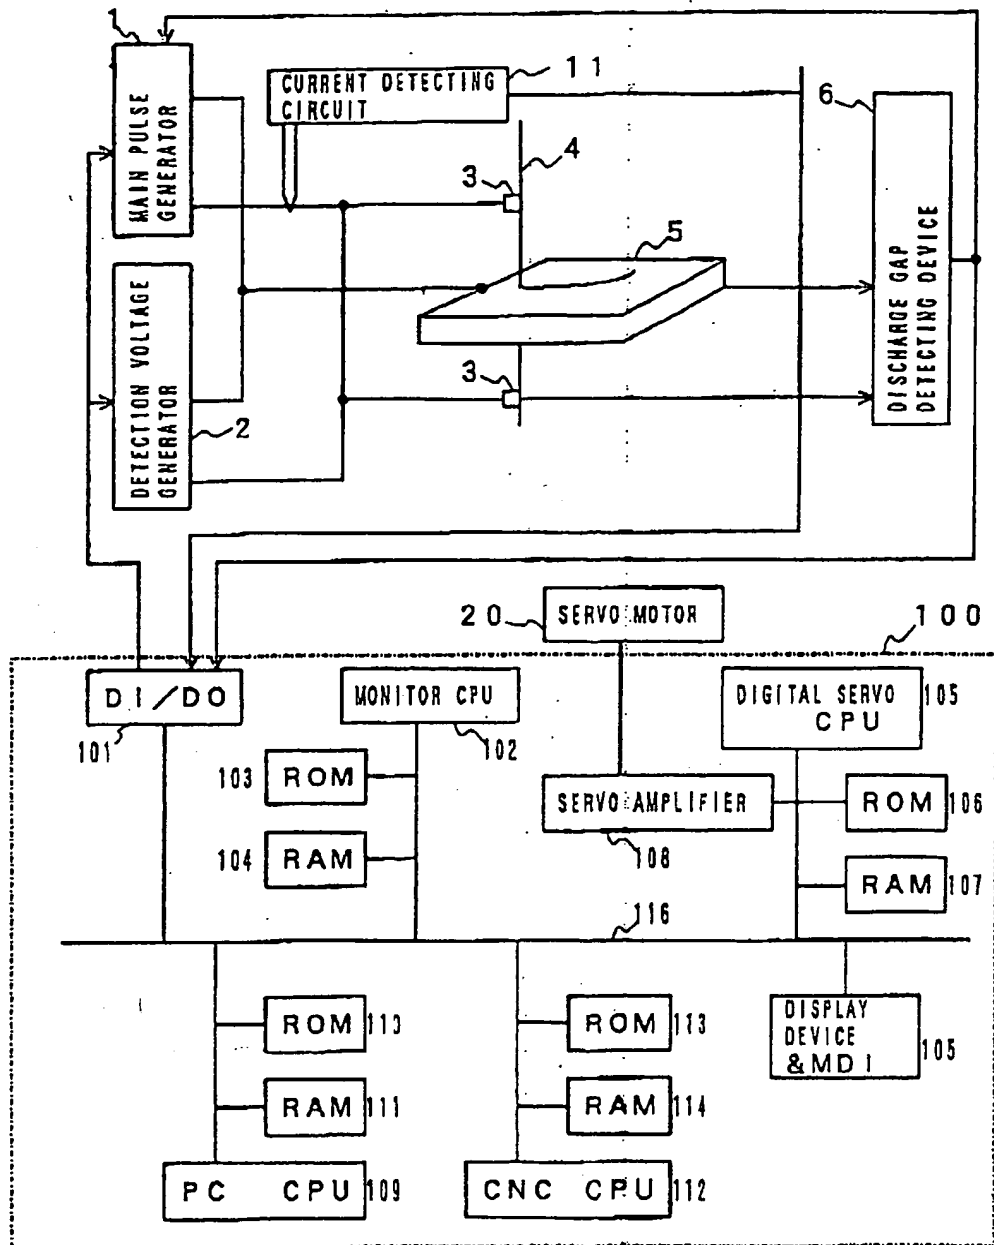 1
MAIN PULSE
GENERATOR
CURRENT DETECTING
CIRCUIT
11
4
3
6
5
DISCHARGE GAP
DETECTING DEVICE
DETECTION VOLTAGE
GENERATOR
2
3
20
SERVO MOTOR
100
DI/DO
101
MONITOR CPU
102
DIGITAL SERVO
CPU
105
103
ROM
104
RAM
SERVO AMPLIFIER
108
ROM
106
RAM
107
116
ROM
110
RAM
111
PC CPU
109
ROM
113
RAM
114
CNC CPU
112
DISPLAY
DEVICE
&MDI
105